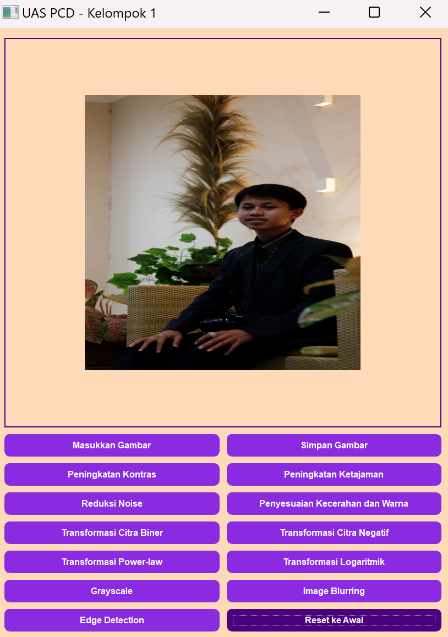 UAS PCD - Kelompok 1
Masukkan Gambar
Simpan Gambar
Peningkatan Kontras
Peningkatan Ketajaman
Reduksi Noise
Penyesuaian Kecerahan dan Warna
Transformasi Citra Biner
Transformasi Citra Negatif
Transformasi Power-law
Transformasi Logaritmik
Grayscale
Image Blurring
Edge Detection
Reset ke Awal